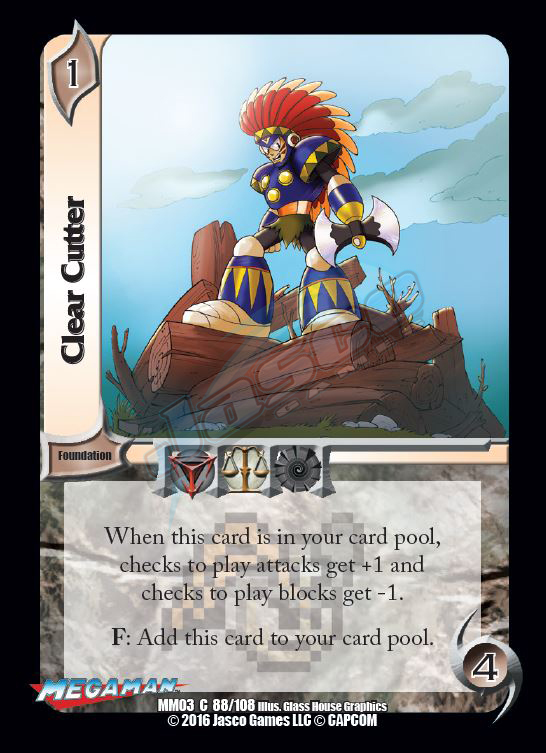 1
Clear Cutter
Foundation
When this card is in your card pool,
checks to play attacks get +1 and
checks to play blocks get -1.
F: Add this card to your card pool.
4
MEGAMAN™
MM03 C 88/108 Illus. Glass House Graphics
© 2016 Jasco Games LLC © CAPCOM
Jasco